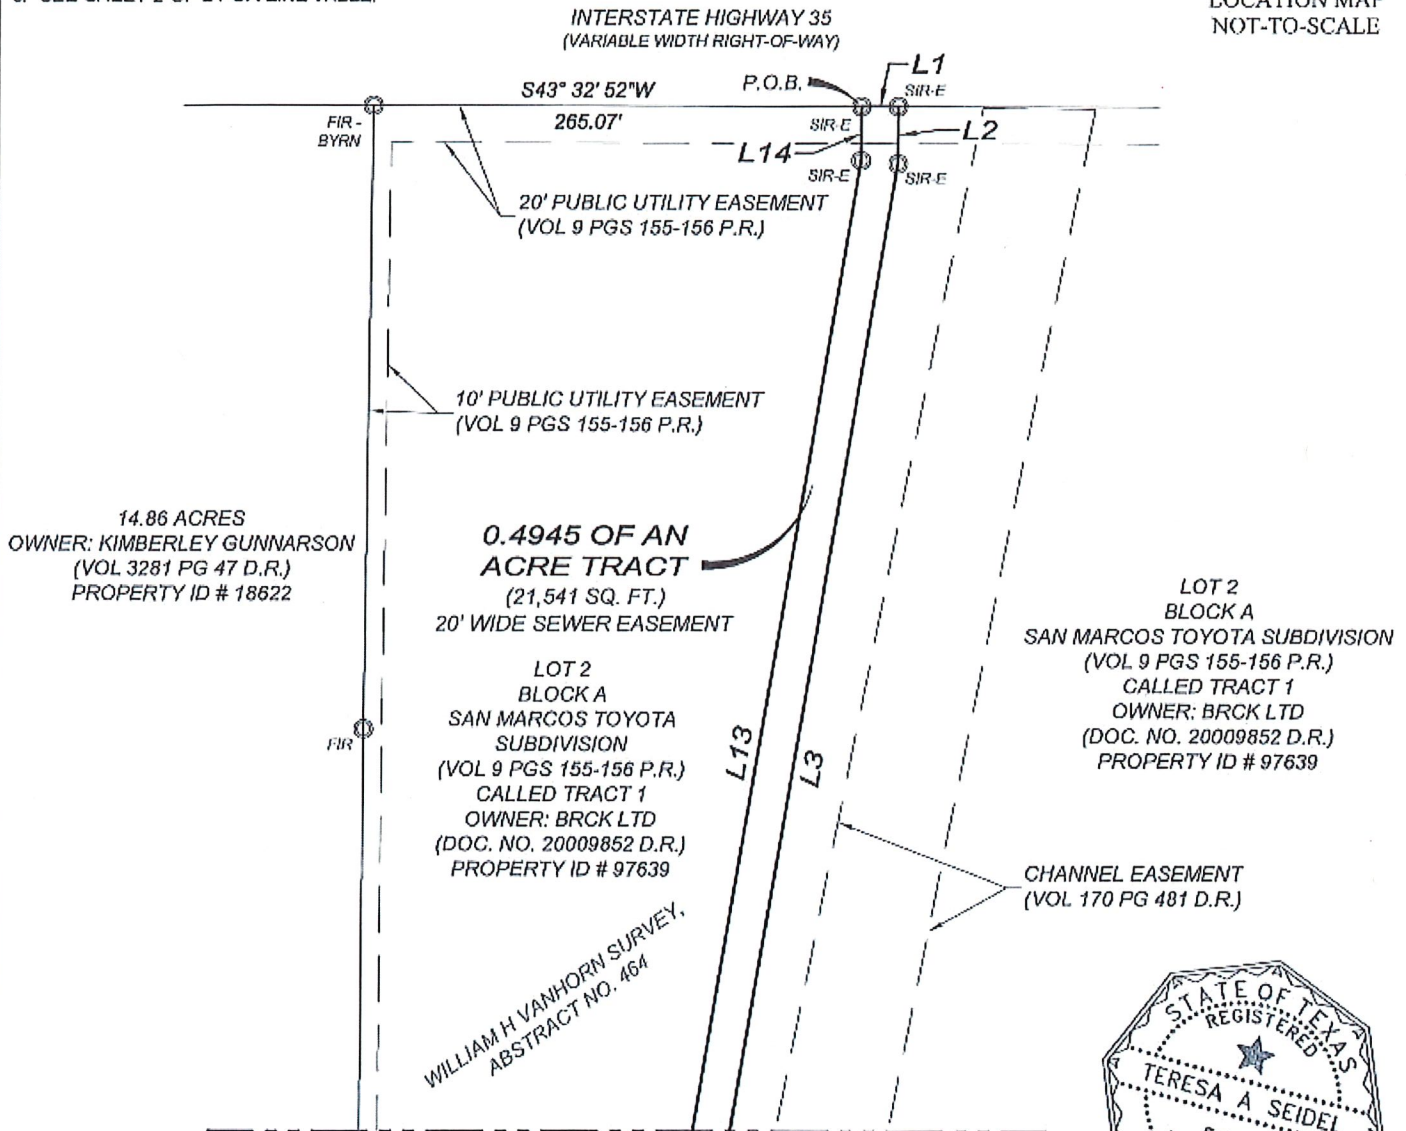 LOCATION MAP
NOT-TO-SCALE
INTERSTATE HIGHWAY 35
(VARIABLE WIDTH RIGHT-OF-WAY)
S43° 32' 52"W
265.07'
P.O.B.
L1
SIR-E
FIR -
BYRN
SIR-E
L2
L14
SIR-E
SIR-E
20' PUBLIC UTILITY EASEMENT
(VOL 9 PGS 155-156 P.R.)
10' PUBLIC UTILITY EASEMENT
(VOL 9 PGS 155-156 P.R.)
14.86 ACRES
OWNER: KIMBERLEY GUNNARSON
(VOL 3281 PG 47 D.R.)
PROPERTY ID # 18622
0.4945 OF AN
ACRE TRACT
(21,541 SQ. FT.)
20' WIDE SEWER EASEMENT
LOT 2
BLOCK A
SAN MARCOS TOYOTA
SUBDIVISION
(VOL 9 PGS 155-156 P.R.)
CALLED TRACT 1
OWNER: BRCK LTD
(DOC. NO. 20009852 D.R.)
PROPERTY ID # 97639
FIR
L13
L3
LOT 2
BLOCK A
SAN MARCOS TOYOTA SUBDIVISION
(VOL 9 PGS 155-156 P.R.)
CALLED TRACT 1
OWNER: BRCK LTD
(DOC. NO. 20009852 D.R.)
PROPERTY ID # 97639
CHANNEL EASEMENT
(VOL 170 PG 481 D.R.)
WILLIAM H VANHORN SURVEY,
ABSTRACT NO. 464
STATE OF TEXAS
REGISTERED
TERESA A SEIDEL